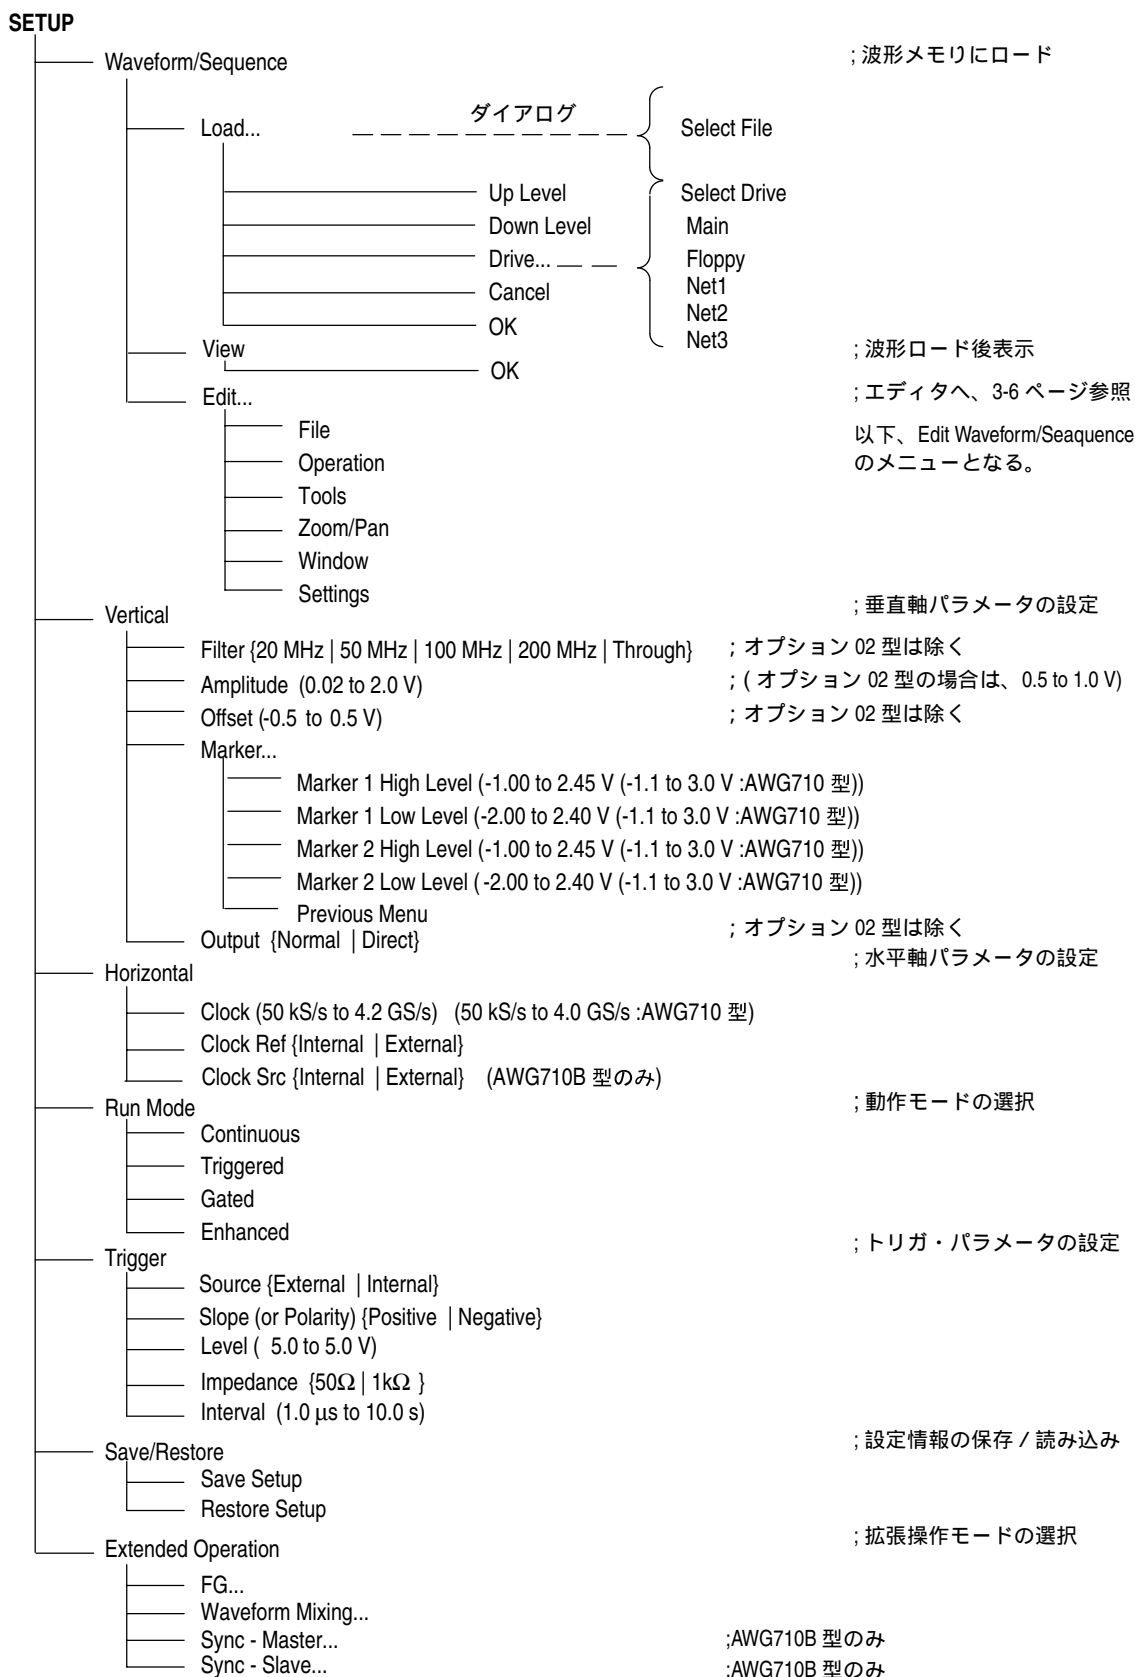 SETUP
Waveform/Sequence ; 波形メモリにロード
Load... ダイアログ Select File
Up Level Select Drive
Down Level Main
Drive... Floppy
Cancel Net1
Net2
OK Net3
View ; 波形ロード後表示
OK
Edit... ; エディタへ、3-6 ページ参照
File 以下、Edit Waveform/Seaquence
Operation のメニューとなる。
Tools
Zoom/Pan
Window
Settings
Vertical ; 垂直軸パラメータの設定
Filter {20 MHz | 50 MHz | 100 MHz | 200 MHz | Through} ; オプション 02 型は除く
Amplitude (0.02 to 2.0 V) ; ( オプション 02 型の場合は、0.5 to 1.0 V)
Offset (-0.5 to 0.5 V) ; オプション 02 型は除く
Marker...
Marker 1 High Level (-1.00 to 2.45 V (-1.1 to 3.0 V :AWG710 型))
Marker 1 Low Level (-2.00 to 2.40 V (-1.1 to 3.0 V :AWG710 型))
Marker 2 High Level (-1.00 to 2.45 V (-1.1 to 3.0 V :AWG710 型))
Marker 2 Low Level ( -2.00 to 2.40 V (-1.1 to 3.0 V :AWG710 型))
Previous Menu
Output {Normal | Direct} ; オプション 02 型は除く
Horizontal ; 水平軸パラメータの設定
Clock (50 kS/s to 4.2 GS/s) (50 kS/s to 4.0 GS/s :AWG710 型)
Clock Ref {Internal | External}
Clock Src {Internal | External} (AWG710B 型のみ)
Run Mode ; 動作モードの選択
Continuous
Triggered
Gated
Enhanced
Trigger ; トリガ・パラメータの設定
Source {External | Internal}
Slope (or Polarity) {Positive | Negative}
Level ( 5.0 to 5.0 V)
Impedance {50Ω | 1kΩ }
Interval (1.0 µs to 10.0 s)
Save/Restore ; 設定情報の保存 / 読み込み
Save Setup
Restore Setup
Extended Operation ; 拡張操作モードの選択
FG...
Waveform Mixing...
Sync - Master... ;AWG710B 型のみ
Sync - Slave... ;AWG710B 型のみ